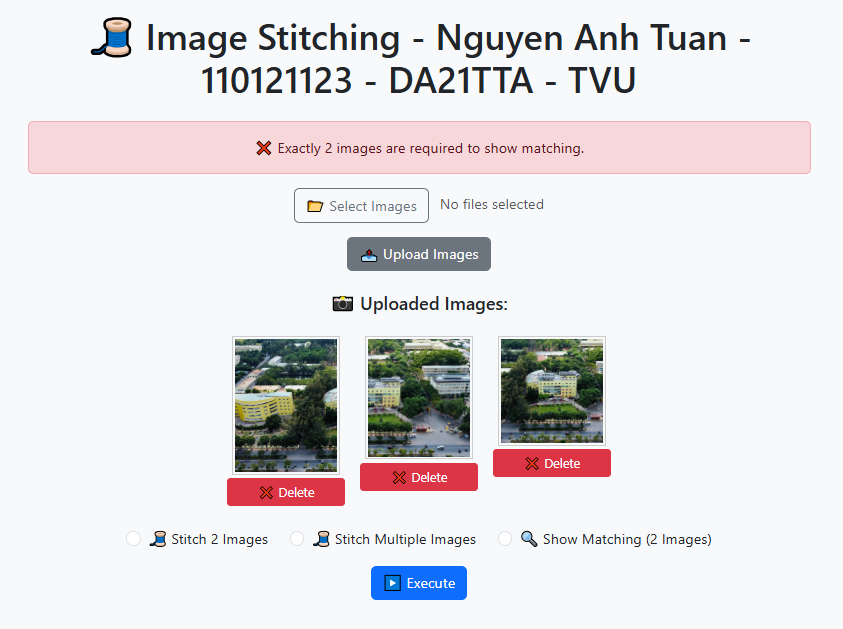 Image Stitching - Nguyen Anh Tuan -
110121123 - DA21TTA - TVU
❌ Exactly 2 images are required to show matching.
Select Images No files selected
Upload Images
Uploaded Images:
Delete Delete Delete
Stitch 2 Images Stitch Multiple Images Show Matching (2 Images)
Execute